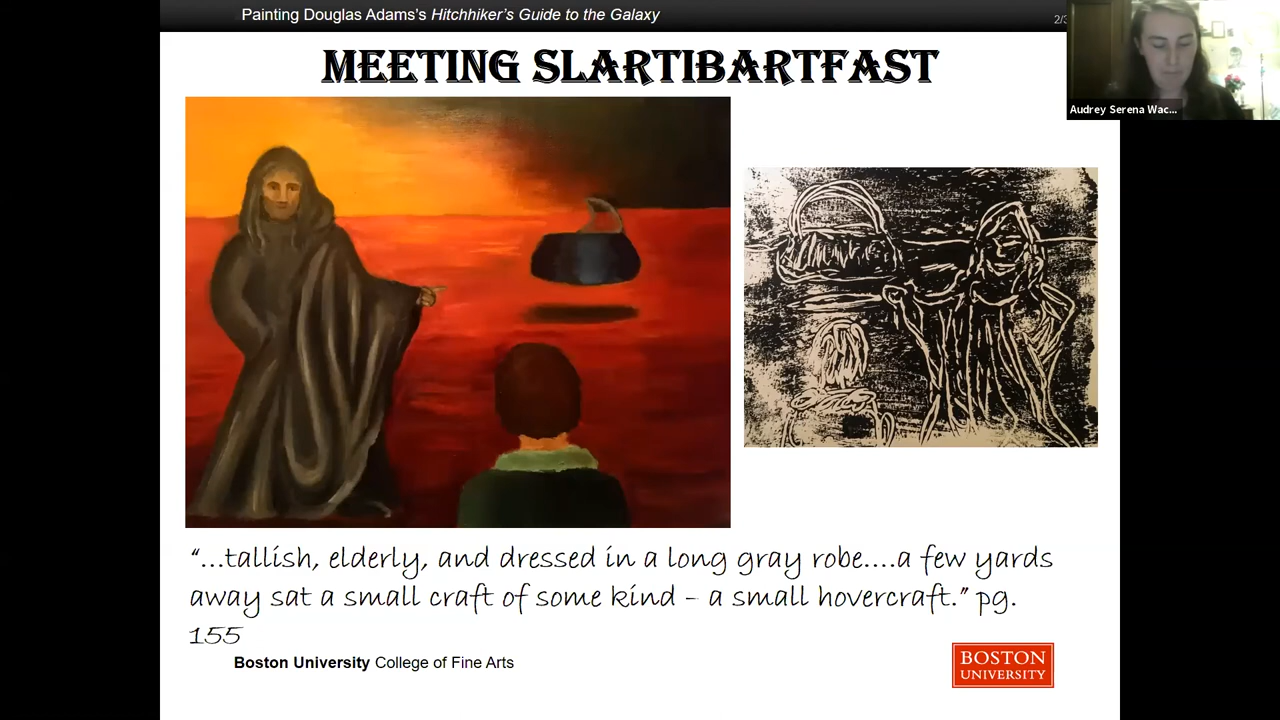 Painting Douglas Adams's Hitchhiker's Guide to the Galaxy
Audrey Serena Wac...
MEETING SLARTIBARTFAST
"...tallish, elderly, and dressed in a long gray robe....a few yards
away sat a small craft of some kind – a small hovercraft." pg.
155
Boston University College of Fine Arts
BOSTON
UNIVERSITY